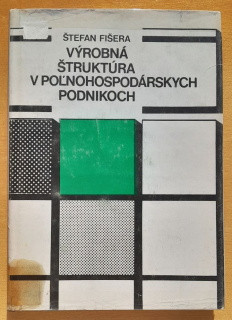 ŠTEFAN FIŠERA
VÝROBNÁ
ŠTRUKTÚRA
V POĽNOHOSPODÁRSKYCH
PODNIKOCH